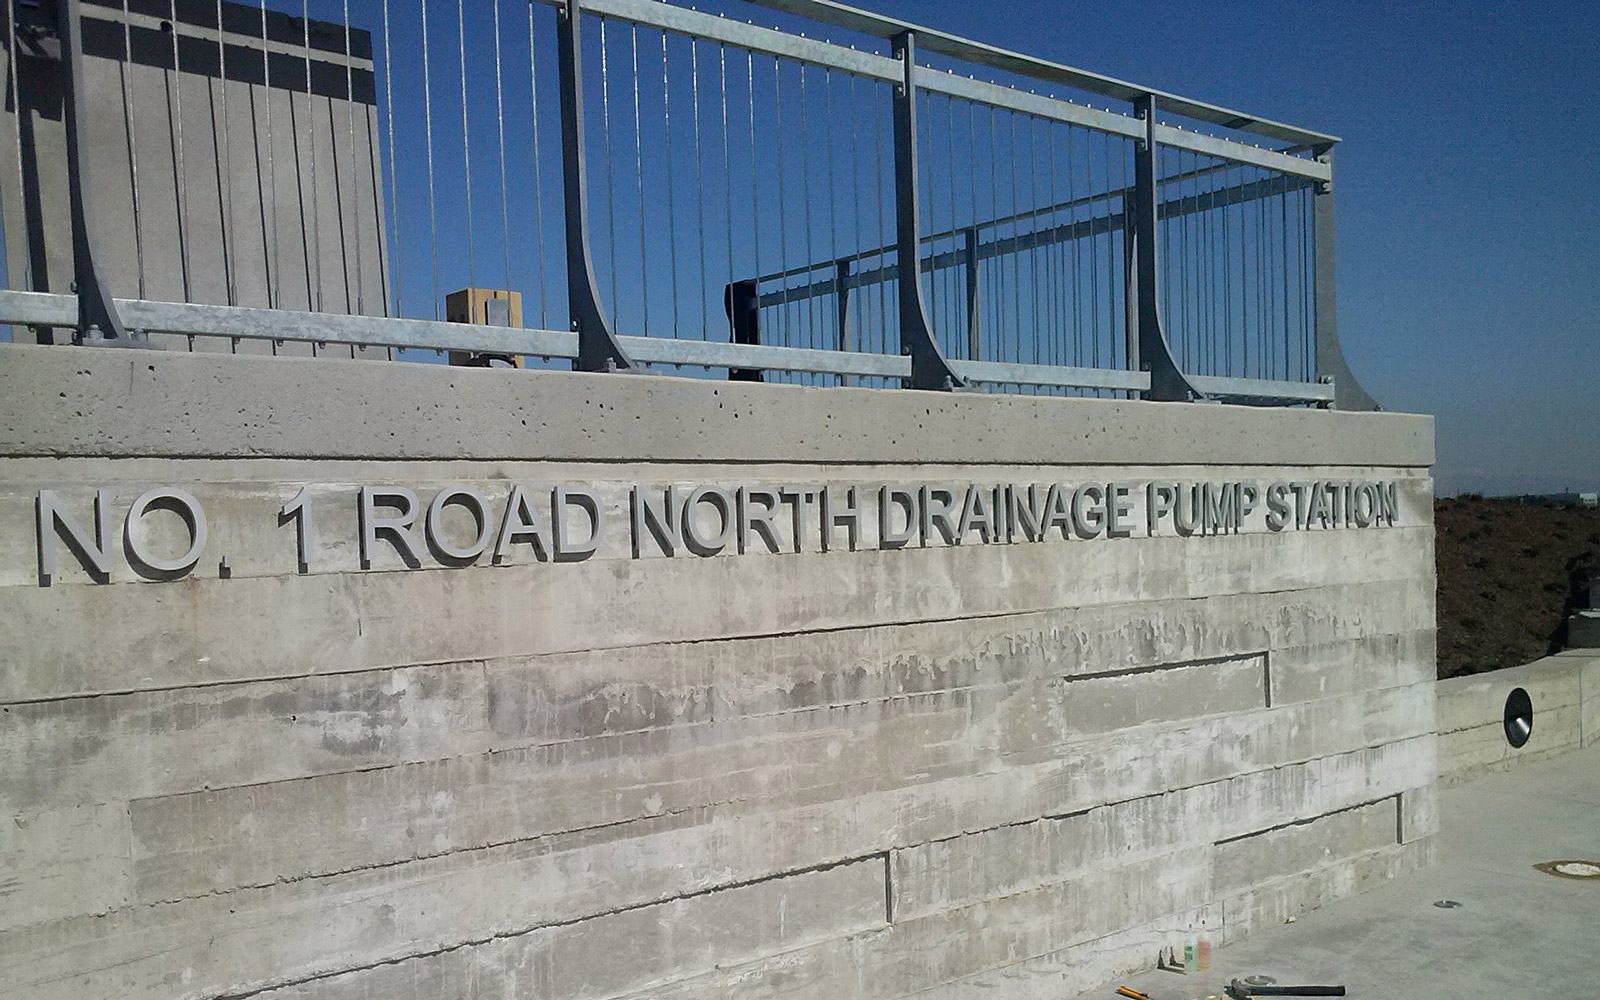 NO. 1 ROAD NORTH DRAINAGE PUMP STATION